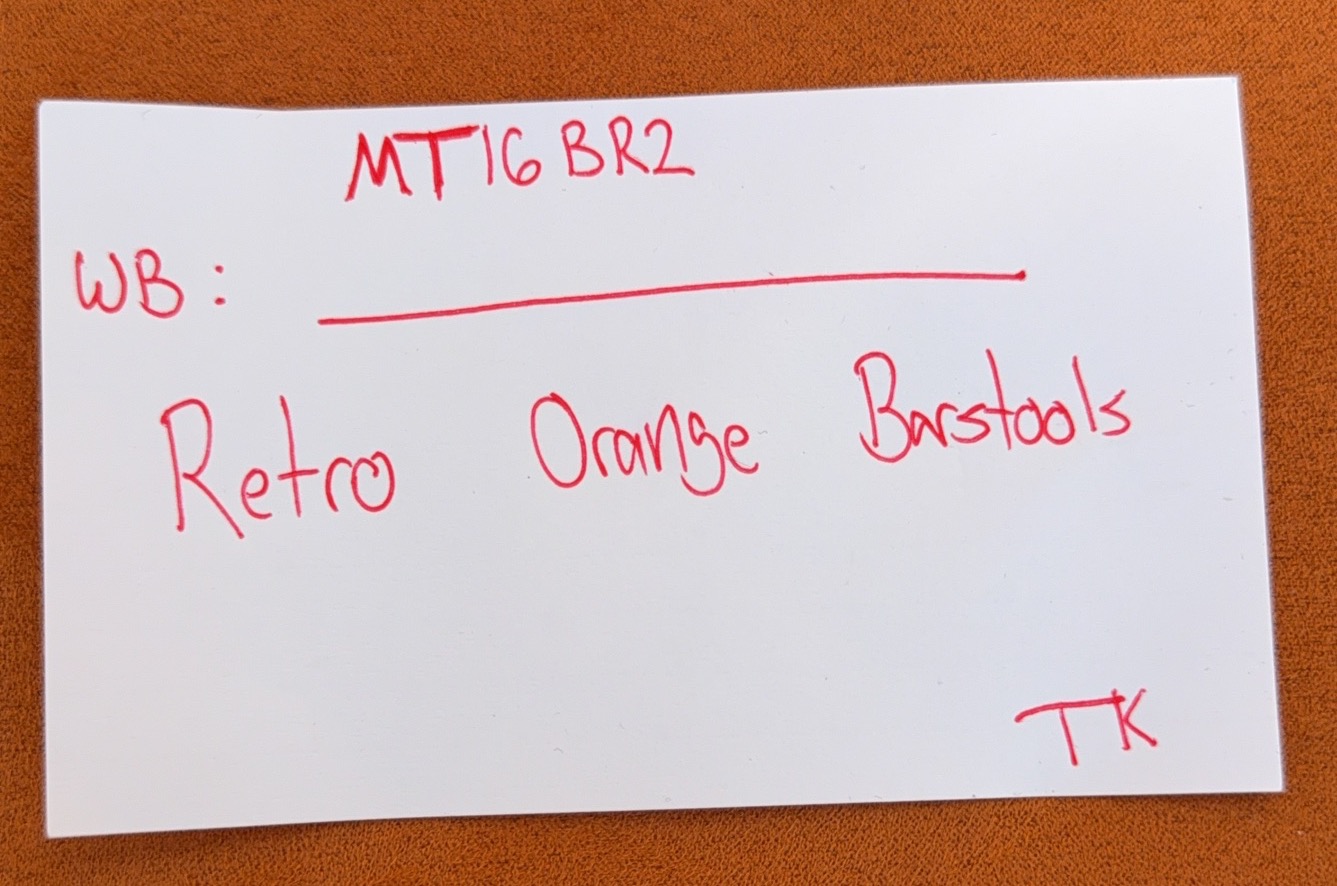 MT16BR2
WB:
Retro Orange Barstools
TK